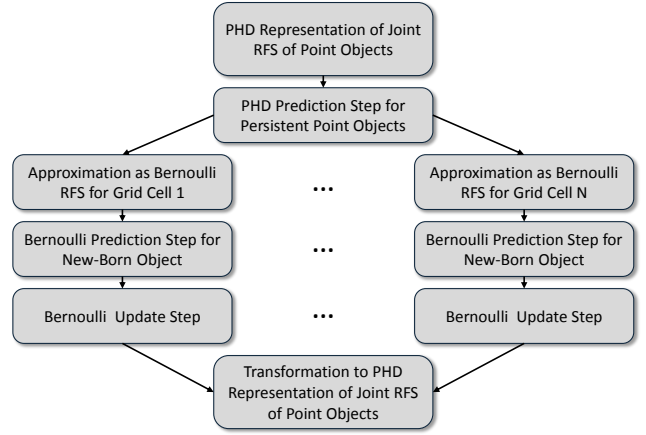 PHD Representation of Joint
RFS of Point Objects
PHD Prediction Step for
Persistent Point Objects
Approximation as Bernoulli
RFS for Grid Cell 1
...
Approximation as Bernoulli
RFS for Grid Cell N
Bernoulli Prediction Step for
New-Born Object
...
Bernoulli Prediction Step for
New-Born Object
Bernoulli Update Step
...
Bernoulli Update Step
Transformation to PHD
Representation of Joint RFS
of Point Objects